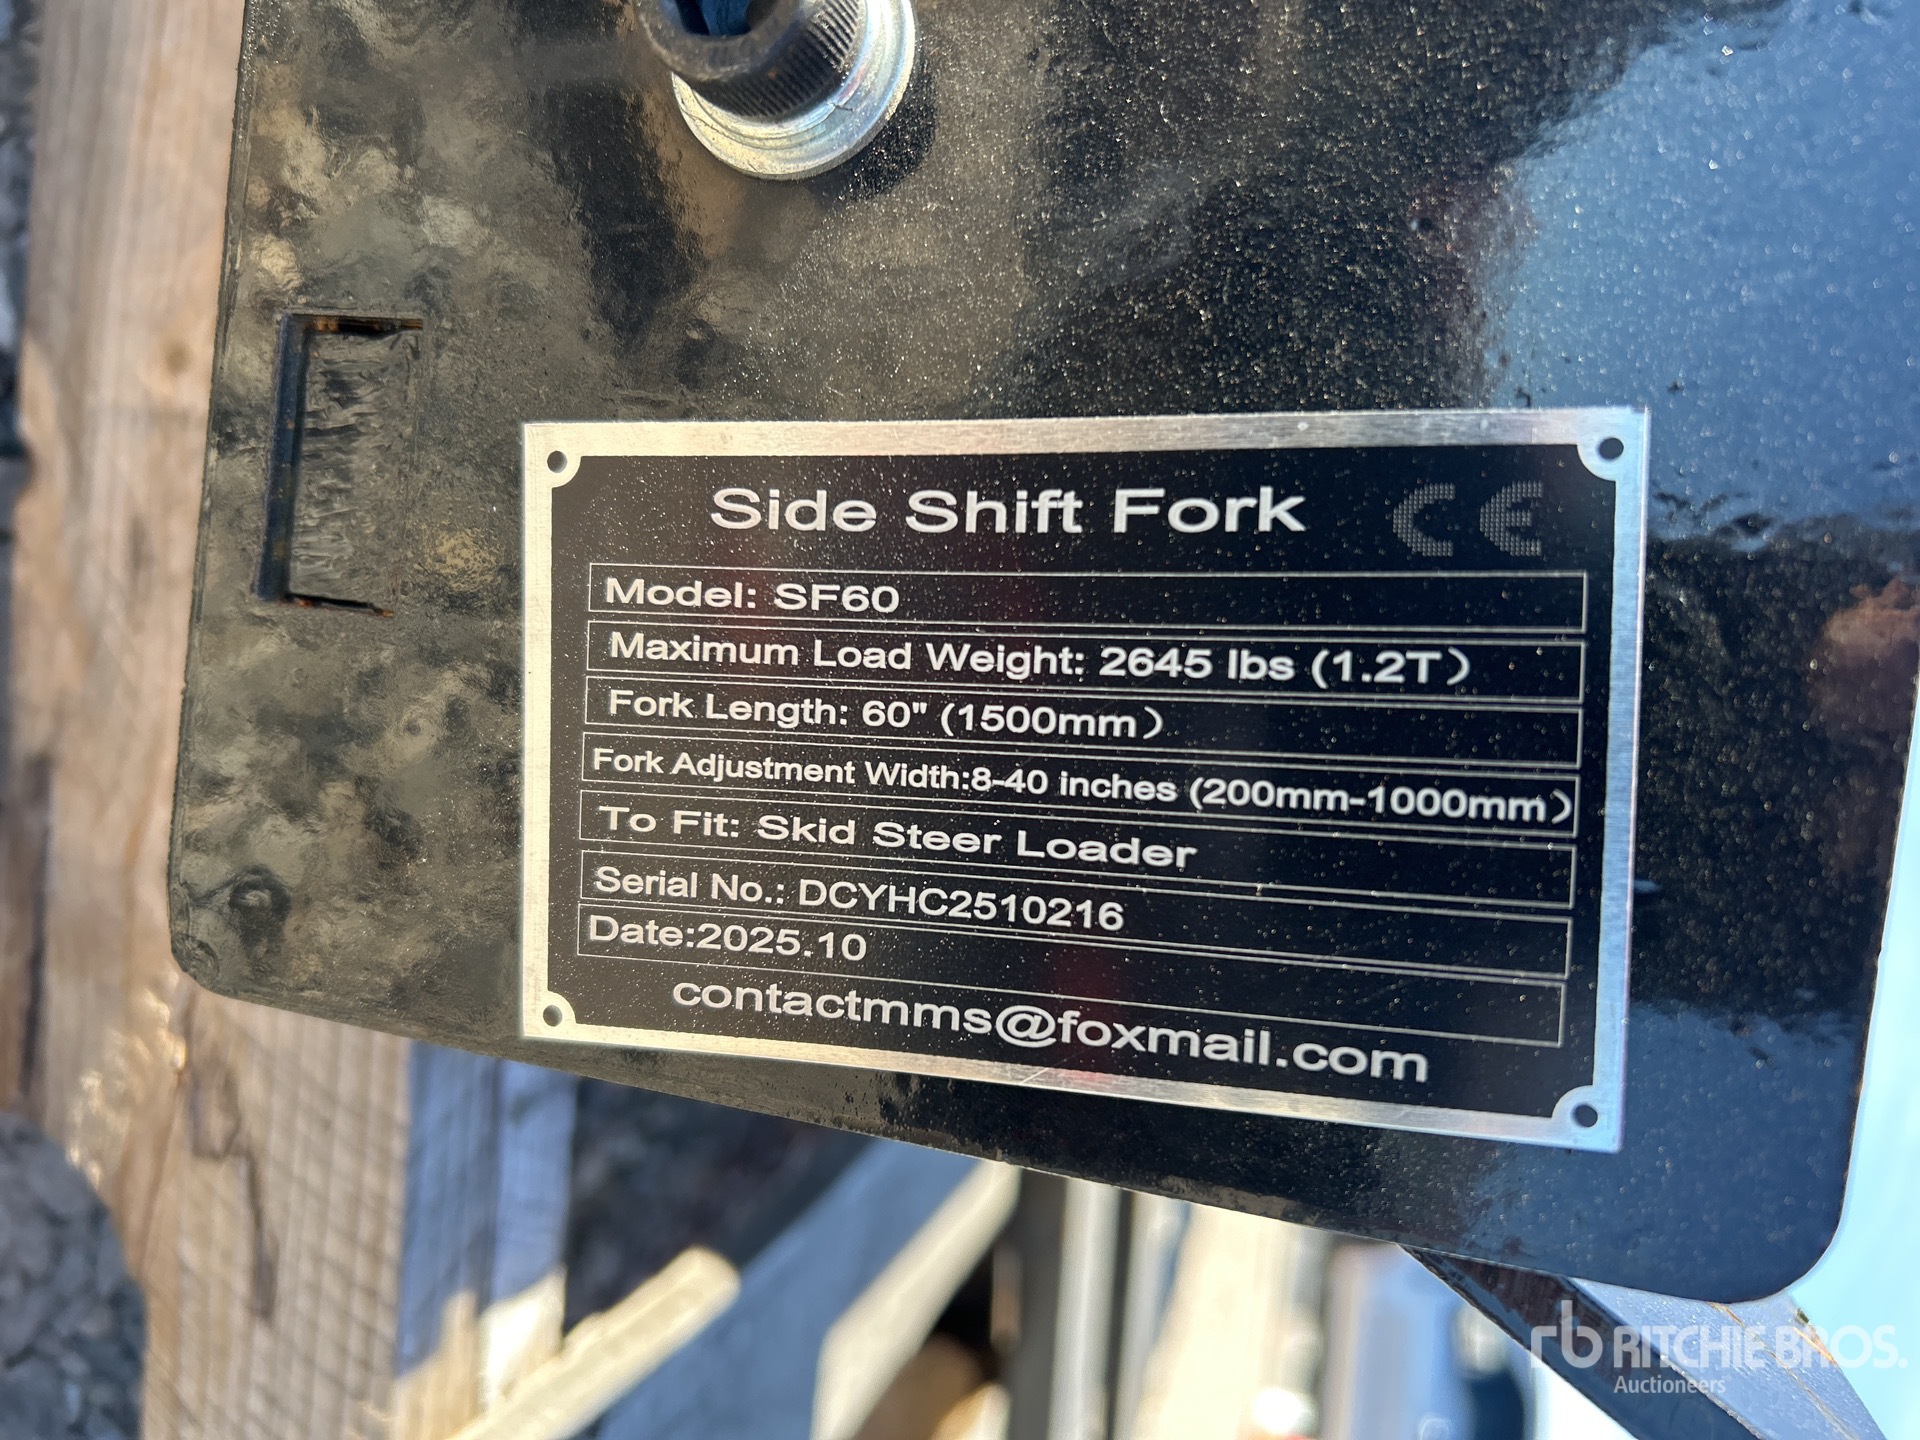 Side Shift Fork CE
Model: SF60
Maximum Load Weight: 2645 lbs (1.2T)
Fork Length: 60" (1500mm)
Fork Adjustment Width:8-40 inches (200mm-1000mm)
To Fit: Skid Steer Loader
Serial No.: DCYHC2510216
Date:2025.10
contactmms@foxmail.com
rb RITCHIE BROS.
Auctioneers